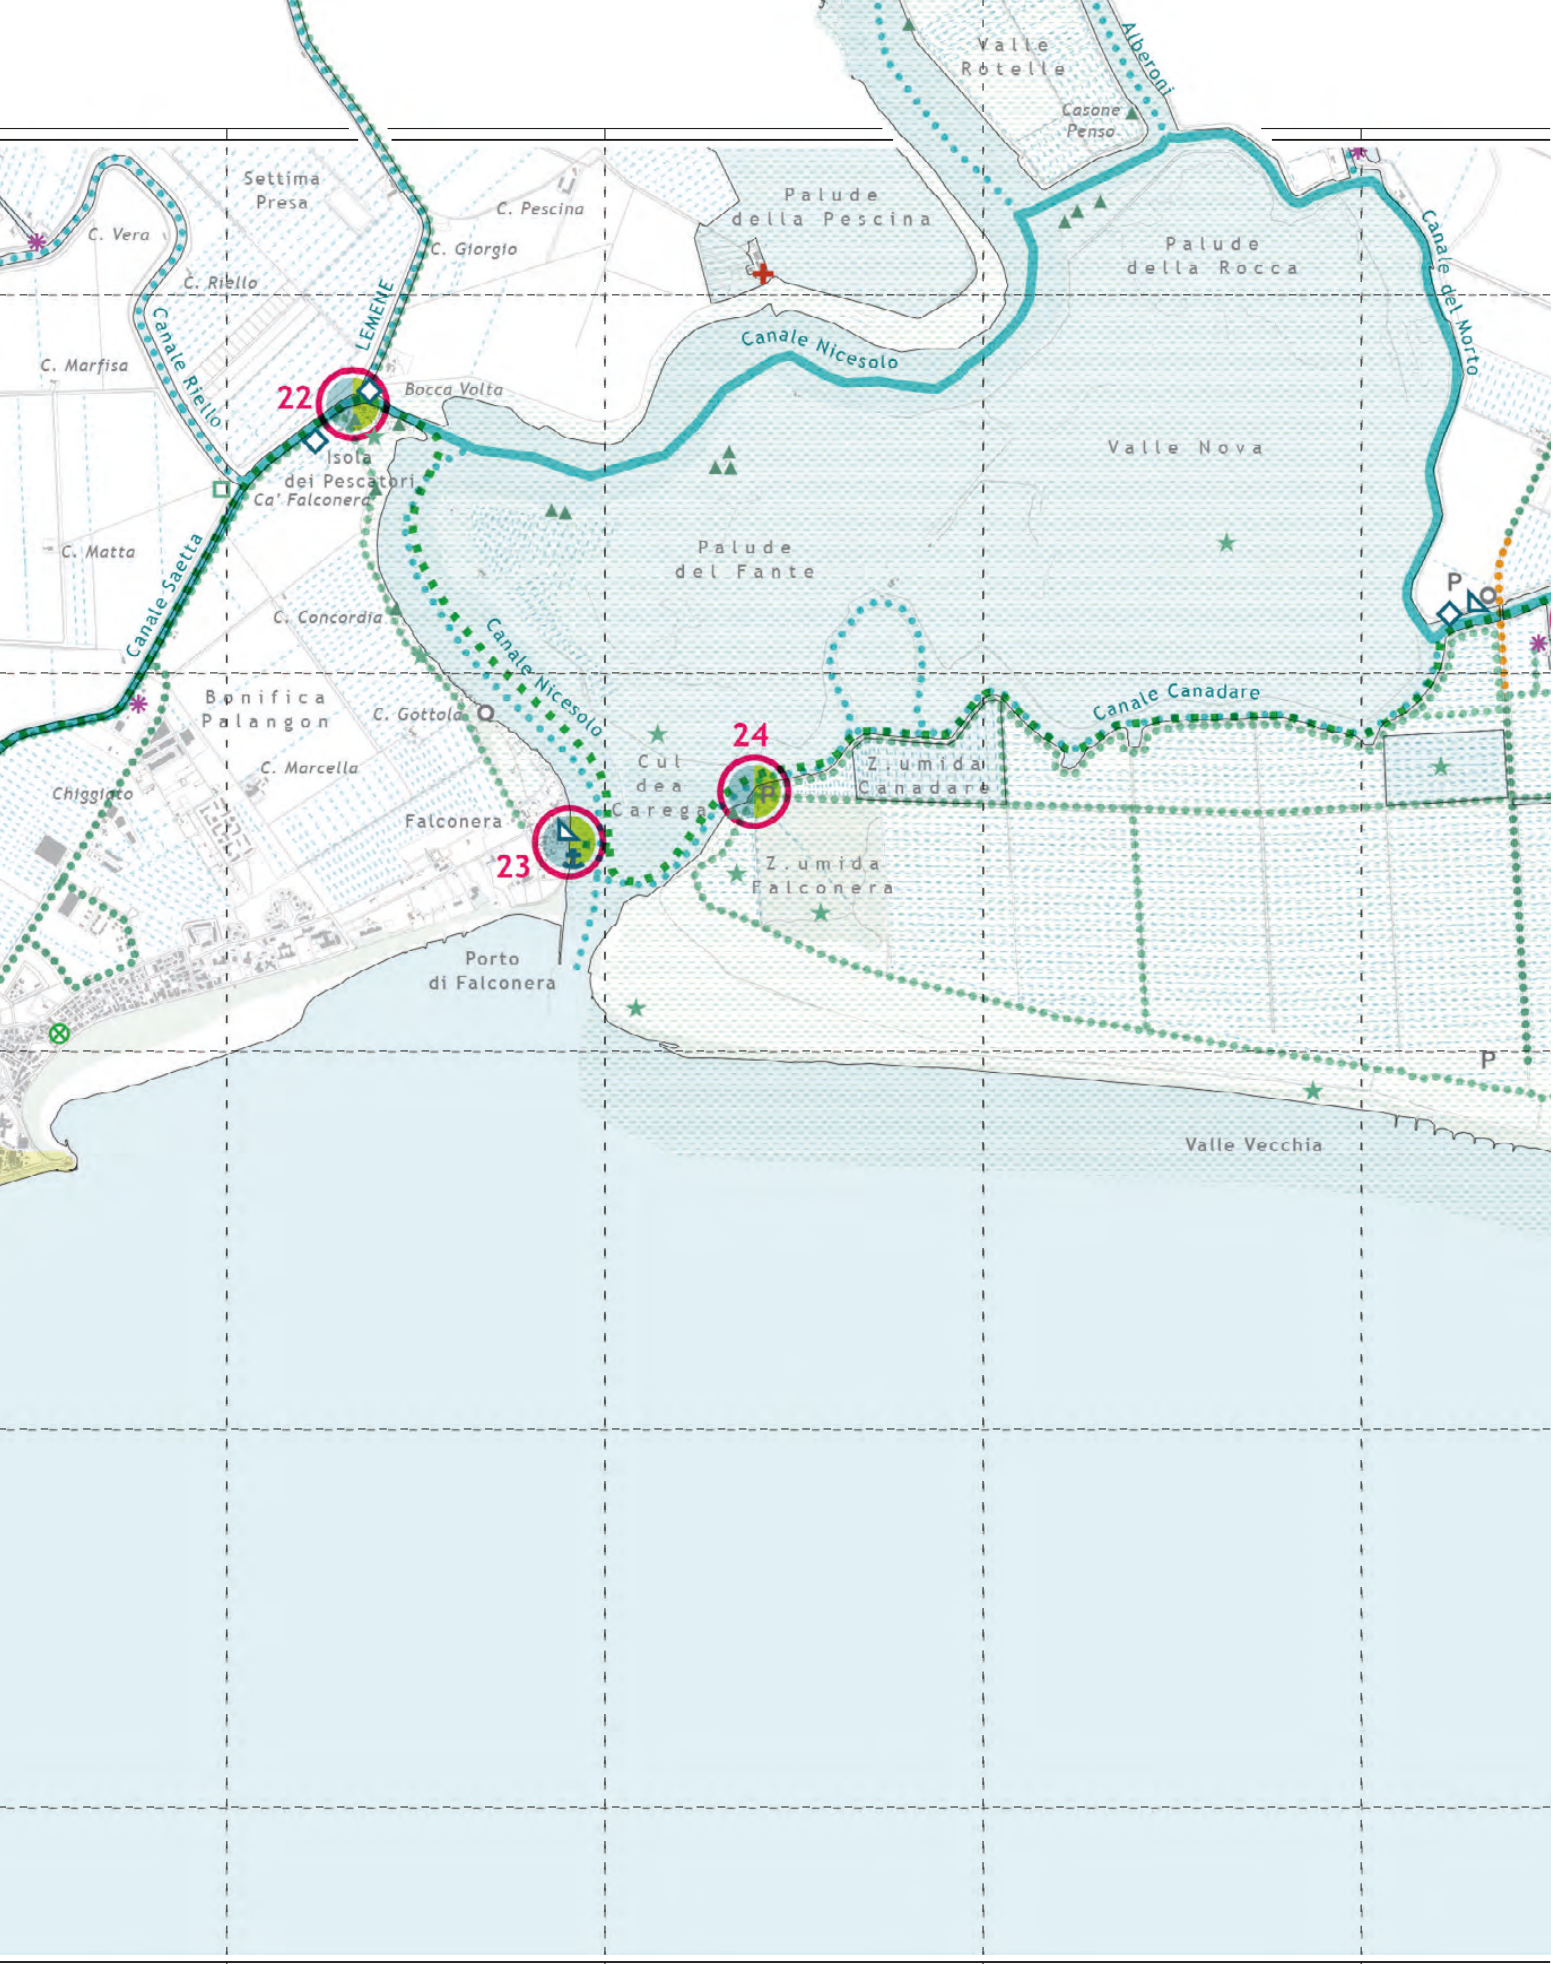 Valle
Rotelle
Alberoni
Casone
Penso
Settima
Presa
C. Vera
C. Pescina
C. Giorgio
C. Riello
Palude
della Pescina
Palude
della Rocca
Canale del Morto
LEMENE
Canale Riello
Canale Nicesolo
C. Marfisa
22
Bocca Volta
Valle Nova
Isola
dei Pescatori
Ca' Falconera
C. Matta
Canale Saetta
Palude
del Fante
P
C. Concordia
Canale Nicesolo
Bonifica
Palangon
C. Gottola
Canale Canadare
24
C. Marcella
Cul
dea
Carega
Z.umida
Canadare
P
Chiggiato
Falconera
23
Z.umida
Falconera
Porto
di Falconera
P
Valle Vecchia